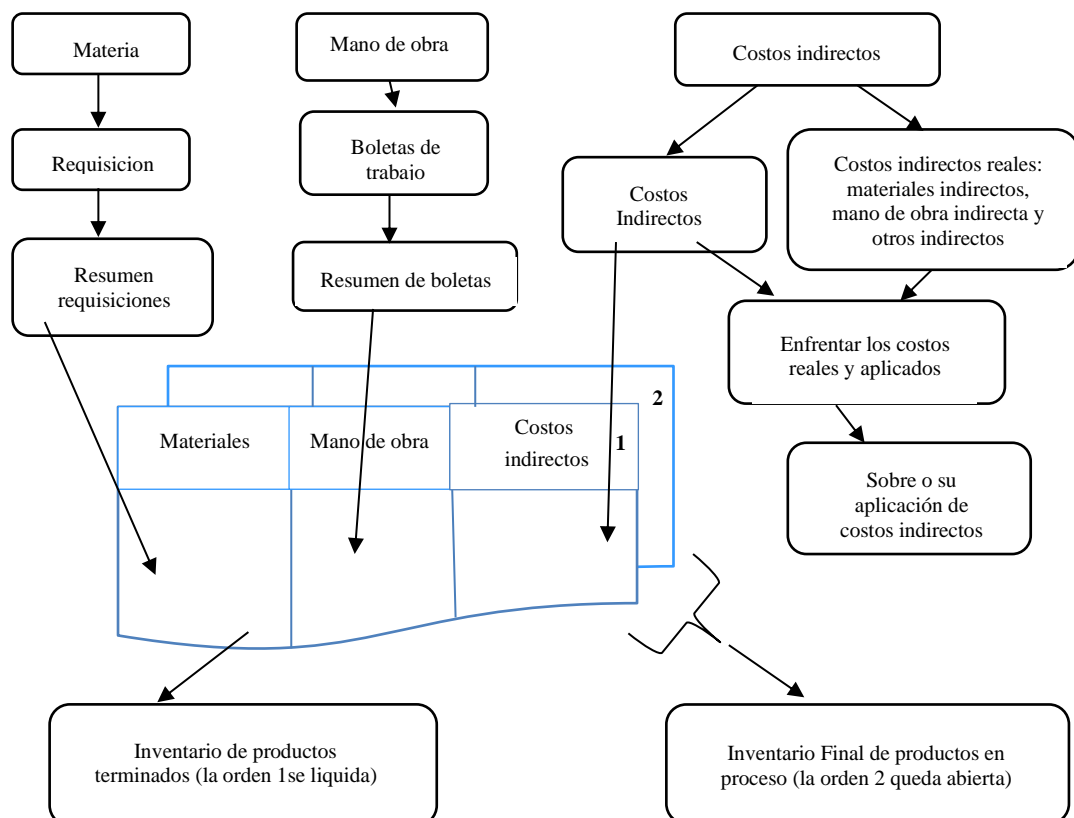 Materia
Requisicion
Resumen
requisiciones
Mano de obra
Boletas de
trabajo
Resumen de boletas
Costos indirectos
Costos
Indirectos
Costos indirectos reales:
materiales indirectos,
mano de obra indirecta y
otros indirectos
Enfrentar los costos
reales y aplicados
Sobre o su
aplicación de
costos indirectos
2
Materiales
Mano de obra
Costos
indirectos
1
Inventario de productos
terminados (la orden 1se liquida)
Inventario Final de productos en
proceso (la orden 2 queda abierta)